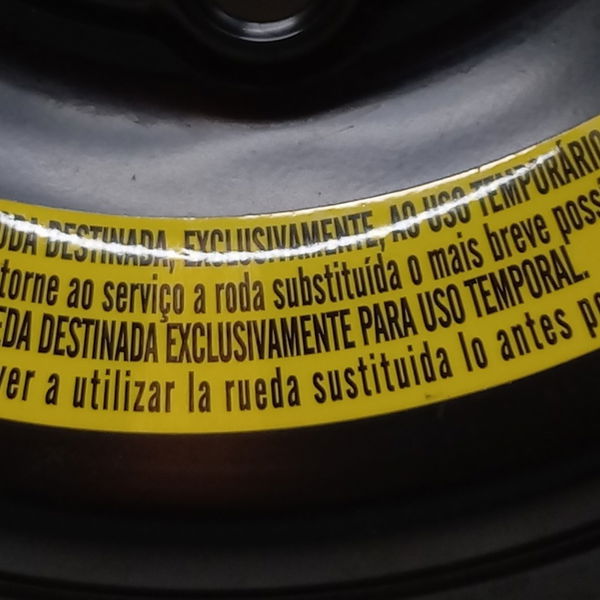 ODA DESTINADA, EXCLUSIVAMENTE, AO USO TEMPORÁRIO
torne ao serviço a roda substituída o mais breve poss
EDA DESTINADA EXCLUSIVAMENTE PARA USO TEMPORAL.
ver a utilizar la rueda sustituida lo antes po